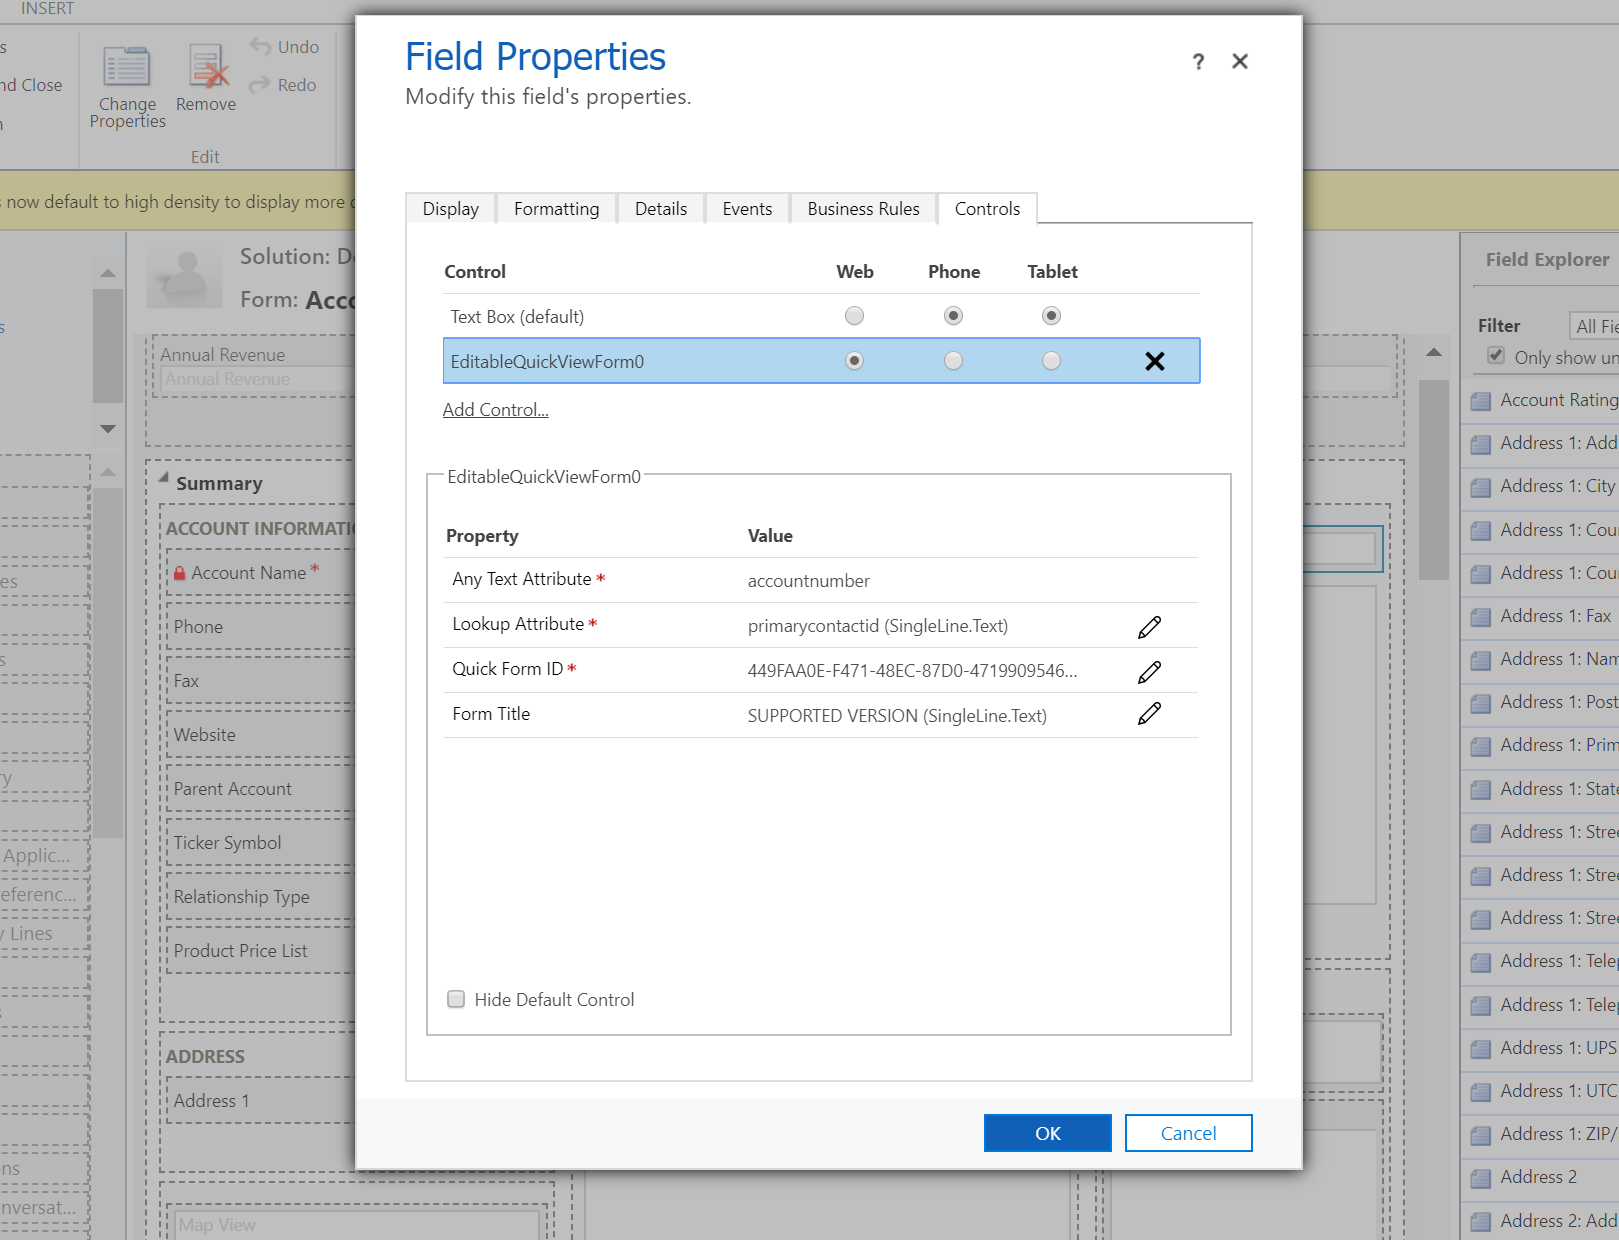 INSERT
s
nd Close
n
Change
Properties
Remove
Undo
Redo
Edit
s now default to high density to display more
Solution:
Form: Acco
Annual Revenue
Annual Revenue
Summary
ACCOUNT INFORMATI
Account Name *
Phone
Fax
Website
Parent Account
Ticker Symbol
Relationship Type
Product Price List
ADDRESS
Address 1
Map View
s
es
s
ry
Applic...
eferenc...
y Lines
s
ns
nversat...
Field Properties
Modify this field's properties.
? 
Display Formatting Details Events Business Rules Controls
Control Web Phone Tablet
Text Box (default)
EditableQuickViewForm0
Add Control...
EditableQuickViewForm0
Property Value
Any Text Attribute * accountnumber
Lookup Attribute * primarycontactid (SingleLine.Text)
Quick Form ID * 449FAA0E-F471-48EC-87D0-4719909546...
Form Title SUPPORTED VERSION (SingleLine.Text)
Hide Default Control
OK Cancel
Field Explorer
Filter All Fie
Only show un
Account Rating
Address 1: Add
Address 1: City
Address 1: Cou
Address 1: Cou
Address 1: Fax
Address 1: Nam
Address 1: Post
Address 1: Prim
Address 1: State
Address 1: Stree
Address 1: Stree
Address 1: Stree
Address 1: Telep
Address 1: Telep
Address 1: UPS
Address 1: UTC
Address 1: ZIP/
Address 2
Address 2: Add